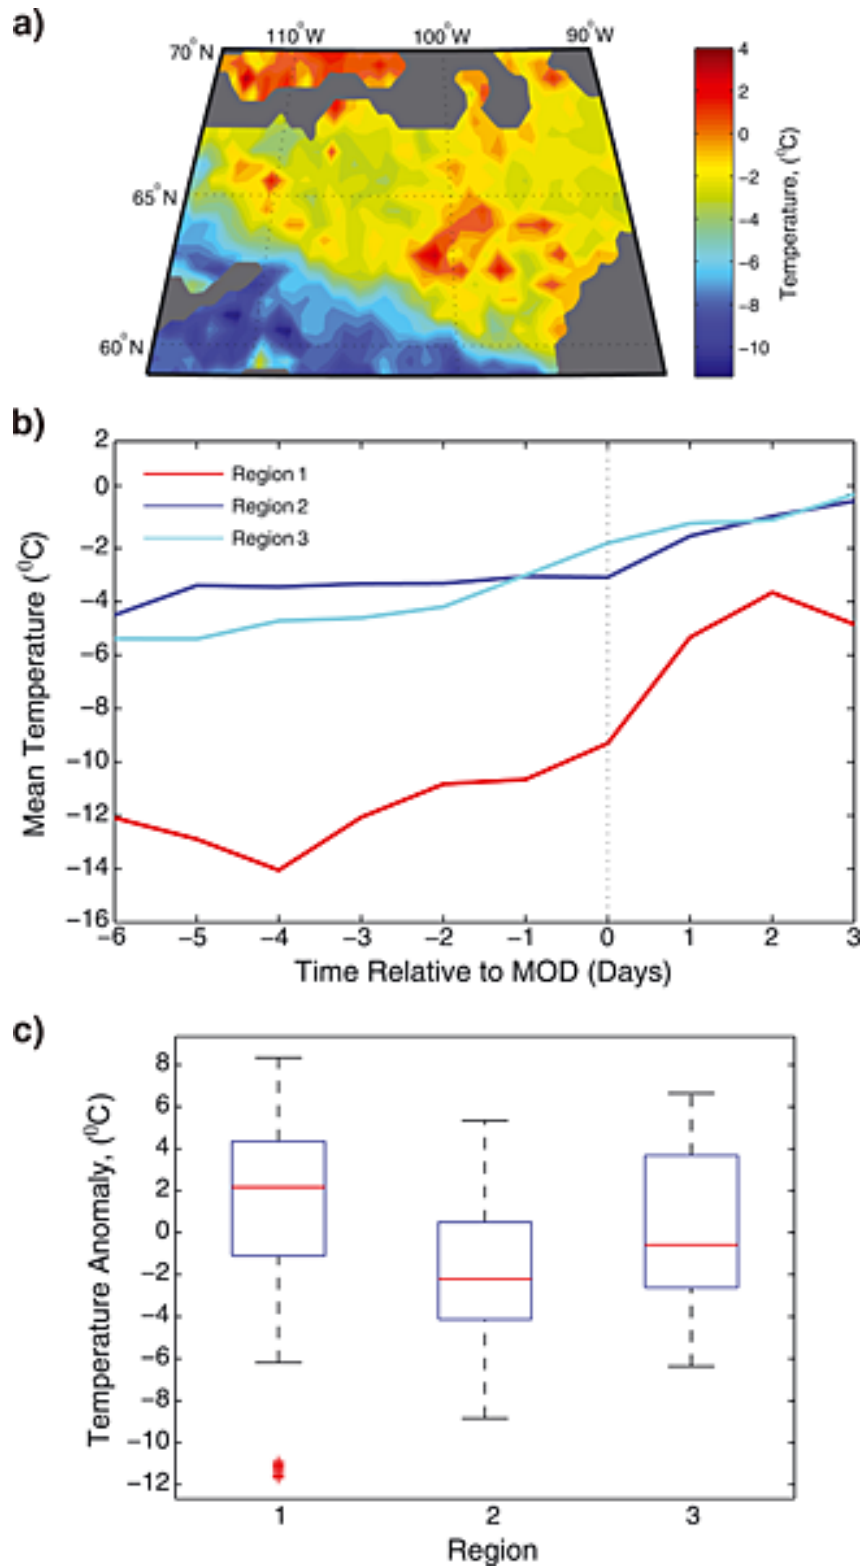 a)
110°W 100°W 90°W
70°N
65°N
60°N
4
2
0
−2
−4
−6
−8
−10
Temperature, (⁰C)
b)
2
0
−2
−4
−6
−8
−10
−12
−14
−16
Mean Temperature (⁰C)
Region 1
Region 2
Region 3
−6 −5 −4 −3 −2 −1 0 1 2 3
Time Relative to MOD (Days)
c)
8
6
4
2
0
−2
−4
−6
−8
−10
−12
Temperature Anomaly, (⁰C)
1 2 3
Region